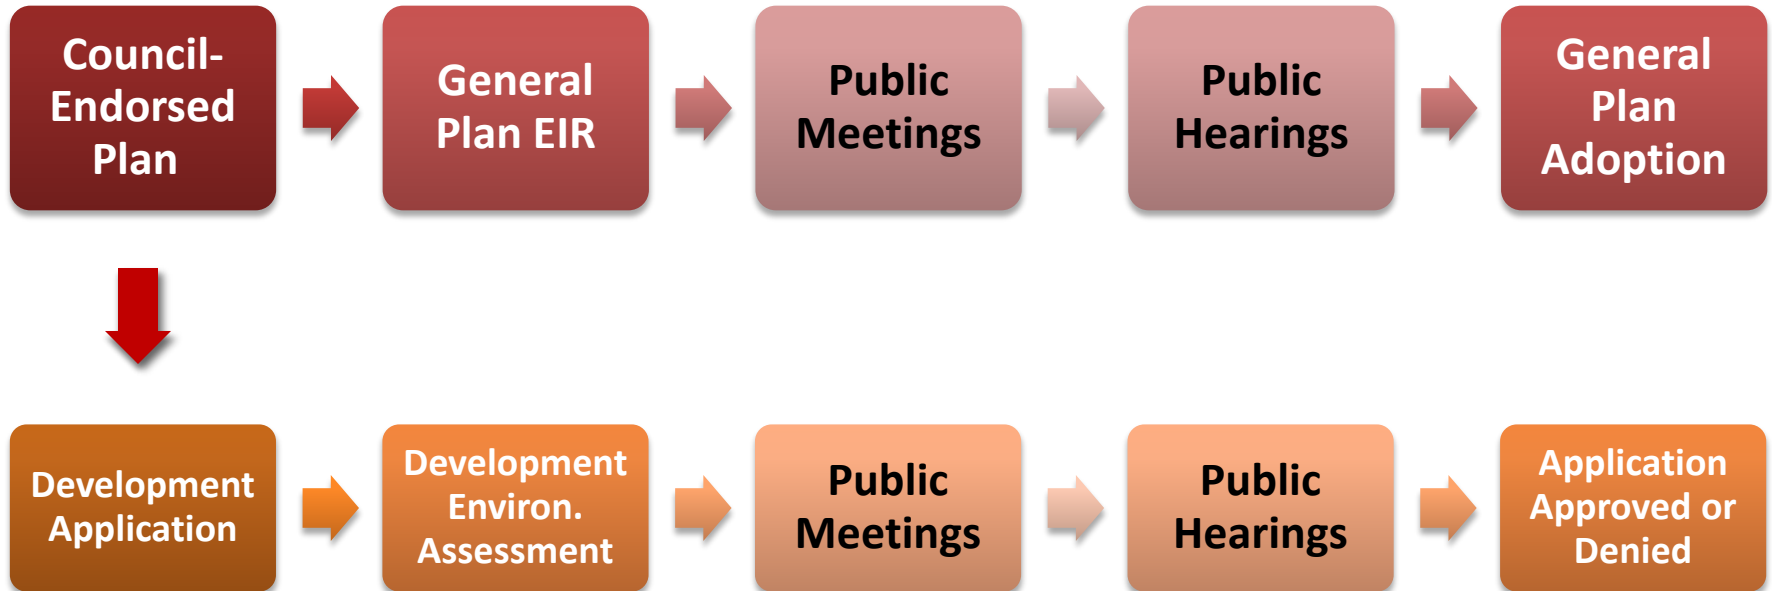 Council-
Endorsed
Plan
General
Plan EIR
Public
Meetings
Public
Hearings
General
Plan
Adoption
Development
Application
Development
Environ.
Assessment
Public
Meetings
Public
Hearings
Application
Approved or
Denied